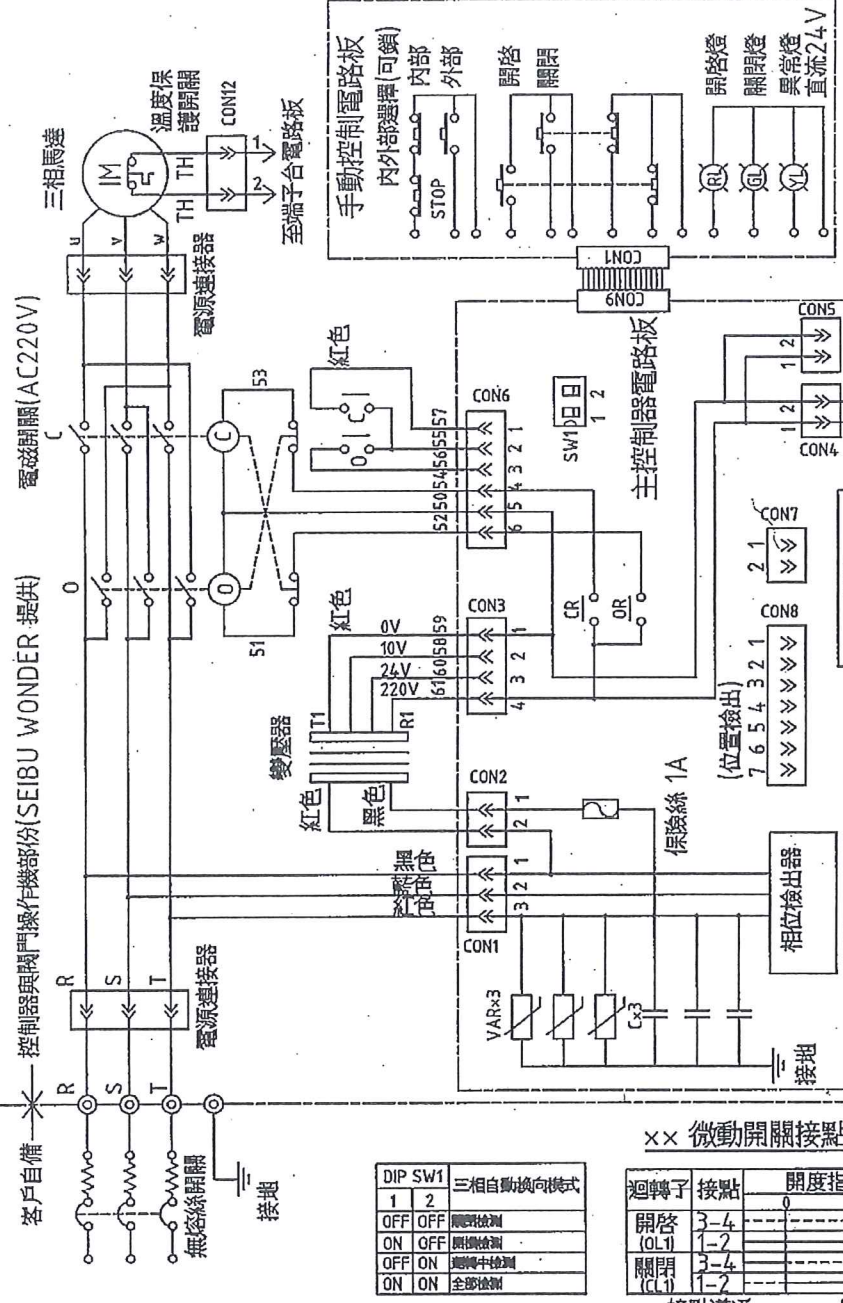 客戶自備
控制器與閥門操作機部份(SEIBU WONDER 提供)
電磁開關(AC220V)
三相馬達
IM
溫度保
護開關
TH
TH
CON12
1
2
至端子台電路板
R
S
T
R
S
T
無熔絲開關
接地
電源連接器
O
C
u
v
w
電源連接器
O
C
51
53
手動控制電路板
內外部選擇(可鎖)
內部
外部
STOP
開啓
關閉
RL
GL
YL
開啓燈
關閉燈
異常燈
直流24V
CON1
CON9
變壓器
T1
R1
紅色
黑色
紅色
0V
10V
24V
220V
59
58
60
61
紅色
O
C
52
50
54
56
55
57
CON6
6
5
4
3
2
1
CON3
4
3
2
1
CON2
2
1
CON1
3
2
1
黑色
藍色
紅色
SW1
1 2
主控制器電路板
CR
OR
保險絲 1A
VAR×3
C×3
接地
相位檢出器
(位置檢出)
7 6 5 4 3 2 1
CON8
CON7
2 1
CON4
1 2
CON5
1 2
DIP SW1
三相自動換向模式
1 2
OFF OFF
ON OFF
OFF ON
ON ON 全部檢測
×× 微動開關接點
迴轉子 接點 開度指
0
開啓
(OL1)
3-4
1-2
關閉
(CL1)
3-4
1-2